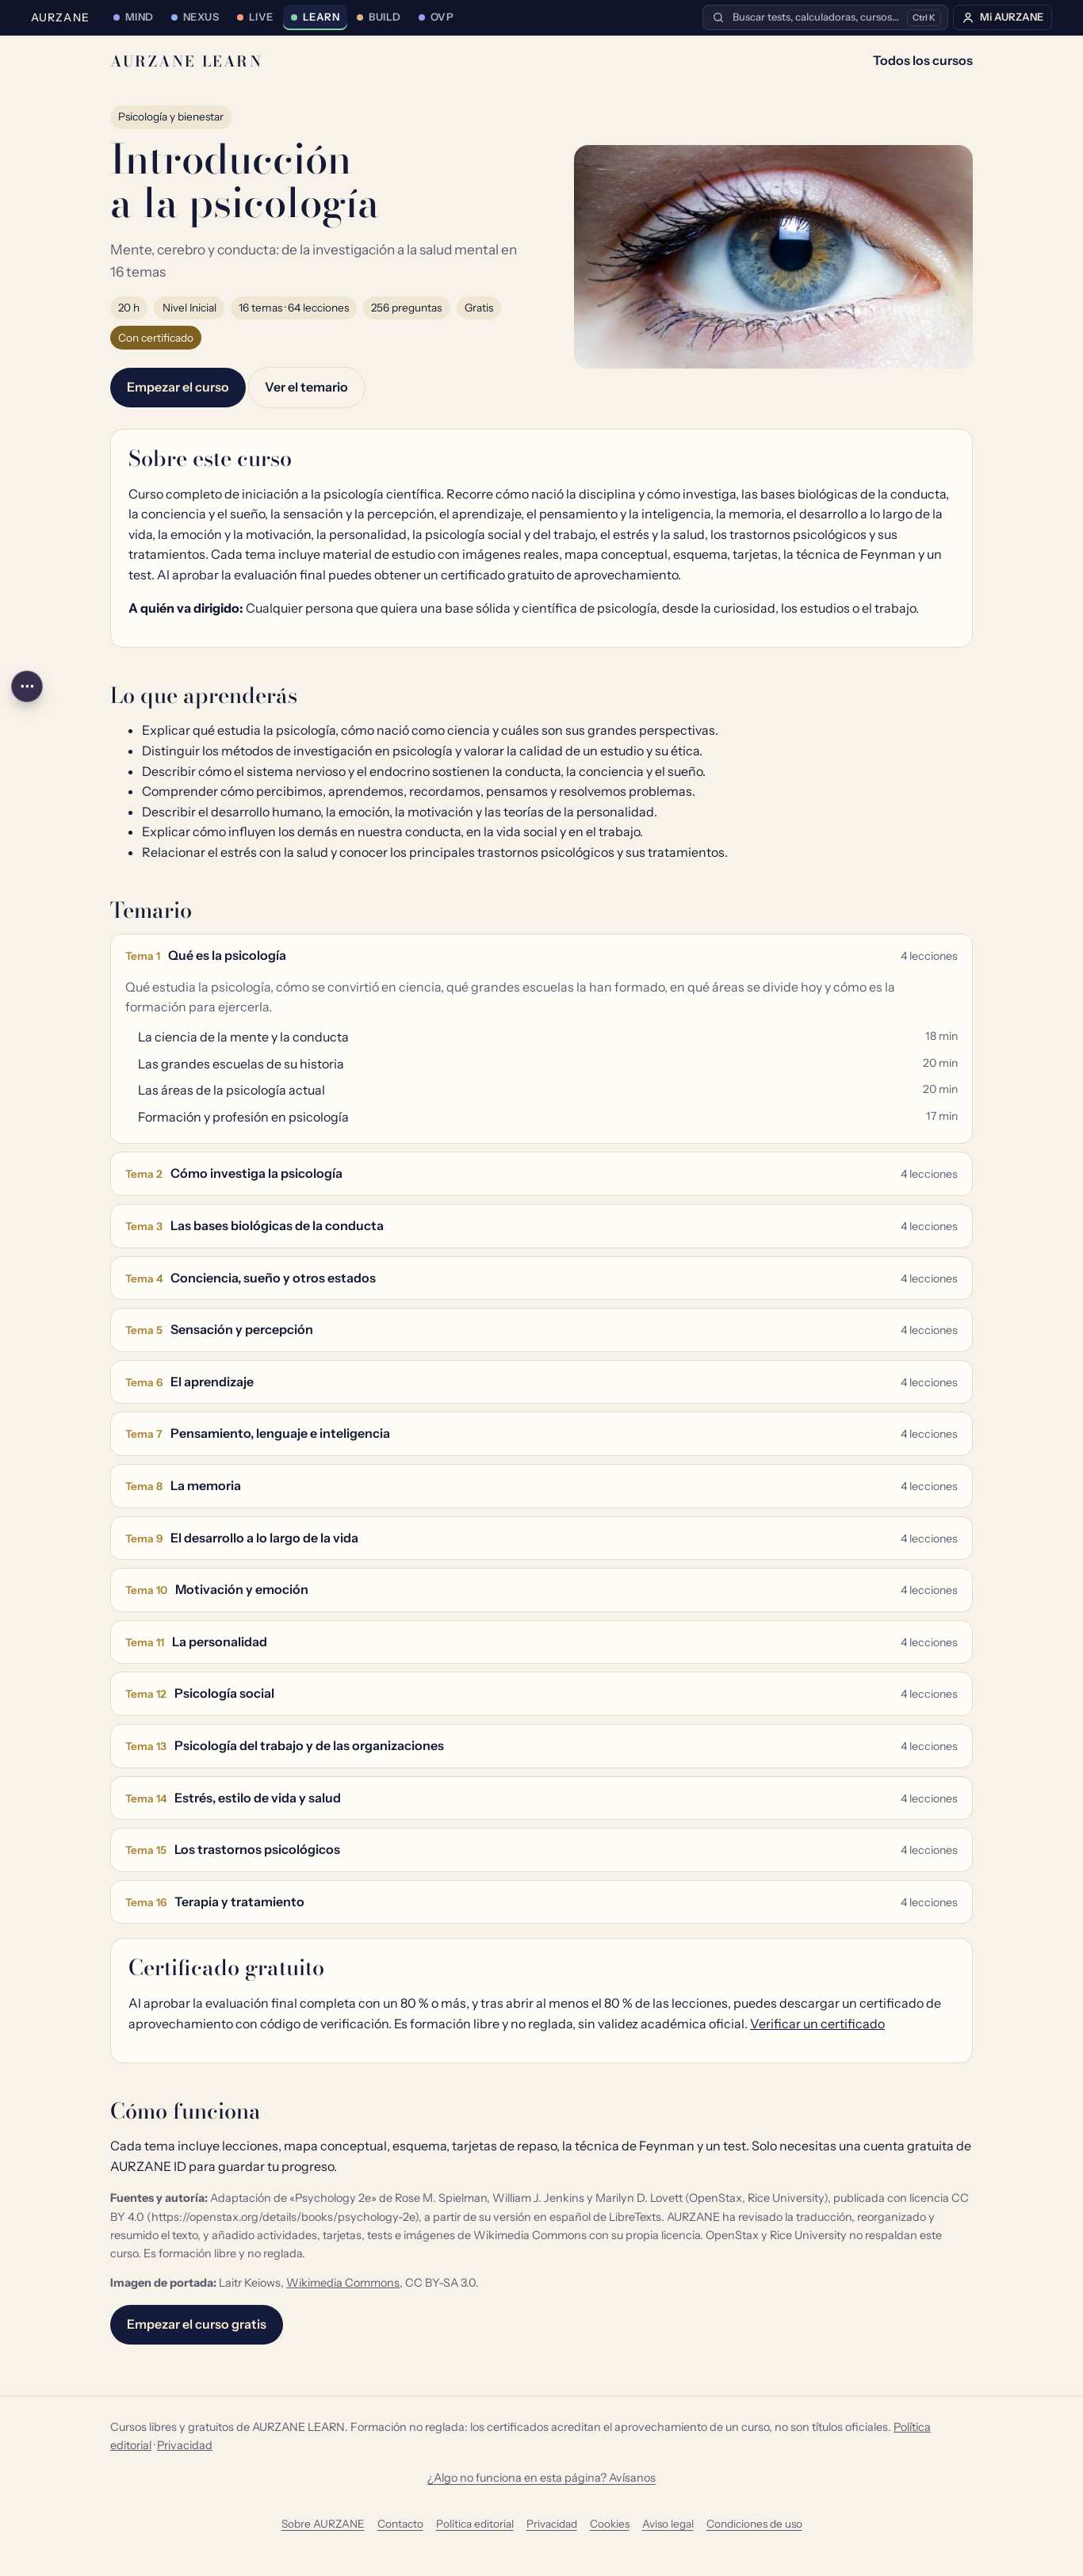 AURZANE
MIND
NEXUS
LIVE
LEARN
BUILD
OVP
Buscar tests, calculadoras, cursos...
Ctrl K
Mi AURZANE
AURZANE LEARN
Todos los cursos
Psicología y bienestar
Introducción
a la psicología
Mente, cerebro y conducta: de la investigación a la salud mental en
16 temas
20 h
Nivel Inicial
16 temas · 64 lecciones
256 preguntas
Gratis
Con certificado
Empezar el curso
Ver el temario
Sobre este curso
Curso completo de iniciación a la psicología científica. Recorre cómo nació la disciplina y cómo investiga, las bases biológicas de la conducta,
la conciencia y el sueño, la sensación y la percepción, el aprendizaje, el pensamiento y la inteligencia, la memoria, el desarrollo a lo largo de la
vida, la emoción y la motivación, la personalidad, la psicología social y del trabajo, el estrés y la salud, los trastornos psicológicos y sus
tratamientos. Cada tema incluye material de estudio con imágenes reales, mapa conceptual, esquema, tarjetas, la técnica de Feynman y un
test. Al aprobar la evaluación final puedes obtener un certificado gratuito de aprovechamiento.
A quién va dirigido: Cualquier persona que quiera una base sólida y científica de psicología, desde la curiosidad, los estudios o el trabajo.
Lo que aprenderás
• Explicar qué estudia la psicología, cómo nació como ciencia y cuáles son sus grandes perspectivas.
• Distinguir los métodos de investigación en psicología y valorar la calidad de un estudio y su ética.
• Describir cómo el sistema nervioso y el endocrino sostienen la conducta, la conciencia y el sueño.
• Comprender cómo percibimos, aprendemos, recordamos, pensamos y resolvemos problemas.
• Describir el desarrollo humano, la emoción, la motivación y las teorías de la personalidad.
• Explicar cómo influyen los demás en nuestra conducta, en la vida social y en el trabajo.
• Relacionar el estrés con la salud y conocer los principales trastornos psicológicos y sus tratamientos.
Temario
Tema 1 Qué es la psicología 4 lecciones
Qué estudia la psicología, cómo se convirtió en ciencia, qué grandes escuelas la han formado, en qué áreas se divide hoy y cómo es la
formación para ejercerla.
La ciencia de la mente y la conducta 18 min
Las grandes escuelas de su historia 20 min
Las áreas de la psicología actual 20 min
Formación y profesión en psicología 17 min
Tema 2 Cómo investiga la psicología 4 lecciones
Tema 3 Las bases biológicas de la conducta 4 lecciones
Tema 4 Conciencia, sueño y otros estados 4 lecciones
Tema 5 Sensación y percepción 4 lecciones
Tema 6 El aprendizaje 4 lecciones
Tema 7 Pensamiento, lenguaje e inteligencia 4 lecciones
Tema 8 La memoria 4 lecciones
Tema 9 El desarrollo a lo largo de la vida 4 lecciones
Tema 10 Motivación y emoción 4 lecciones
Tema 11 La personalidad 4 lecciones
Tema 12 Psicología social 4 lecciones
Tema 13 Psicología del trabajo y de las organizaciones 4 lecciones
Tema 14 Estrés, estilo de vida y salud 4 lecciones
Tema 15 Los trastornos psicológicos 4 lecciones
Tema 16 Terapia y tratamiento 4 lecciones
Certificado gratuito
Al aprobar la evaluación final completa con un 80 % o más, y tras abrir al menos el 80 % de las lecciones, puedes descargar un certificado de
aprovechamiento con código de verificación. Es formación libre y no reglada, sin validez académica oficial. Verificar un certificado
Cómo funciona
Cada tema incluye lecciones, mapa conceptual, esquema, tarjetas de repaso, la técnica de Feynman y un test. Solo necesitas una cuenta gratuita de
AURZANE ID para guardar tu progreso.
Fuentes y autoría: Adaptación de «Psychology 2e» de Rose M. Spielman, William J. Jenkins y Marilyn D. Lovett (OpenStax, Rice University), publicada con licencia CC
BY 4.0 (https://openstax.org/details/books/psychology-2e), a partir de su versión en español de LibreTexts. AURZANE ha revisado la traducción, reorganizado y
resumido el texto, y añadido actividades, tarjetas, tests e imágenes de Wikimedia Commons con su propia licencia. OpenStax y Rice University no respaldan este
curso. Es formación libre y no reglada.
Imagen de portada: Laitr Keiows, Wikimedia Commons, CC BY-SA 3.0.
Empezar el curso gratis
Cursos libres y gratuitos de AURZANE LEARN. Formación no reglada: los certificados acreditan el aprovechamiento de un curso, no son títulos oficiales. Política
editorial · Privacidad
¿Algo no funciona en esta página? Avísanos
Sobre AURZANE Contacto Política editorial Privacidad Cookies Aviso legal Condiciones de uso